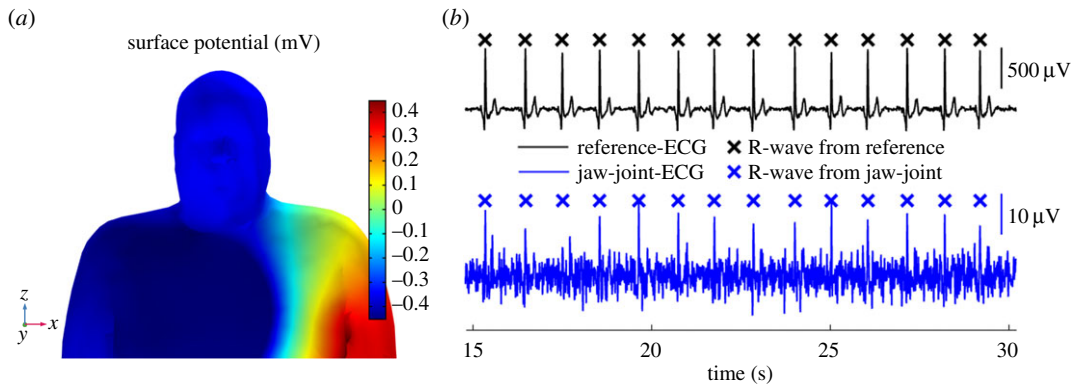 (a)
surface potential (mV)
0.4
0.3
0.2
0.1
0
–0.1
–0.2
–0.3
–0.4
z
y
x
(b)
500 µV
reference-ECG
R-wave from reference
jaw-joint-ECG
R-wave from jaw-joint
10 µV
15
20
25
30
time (s)